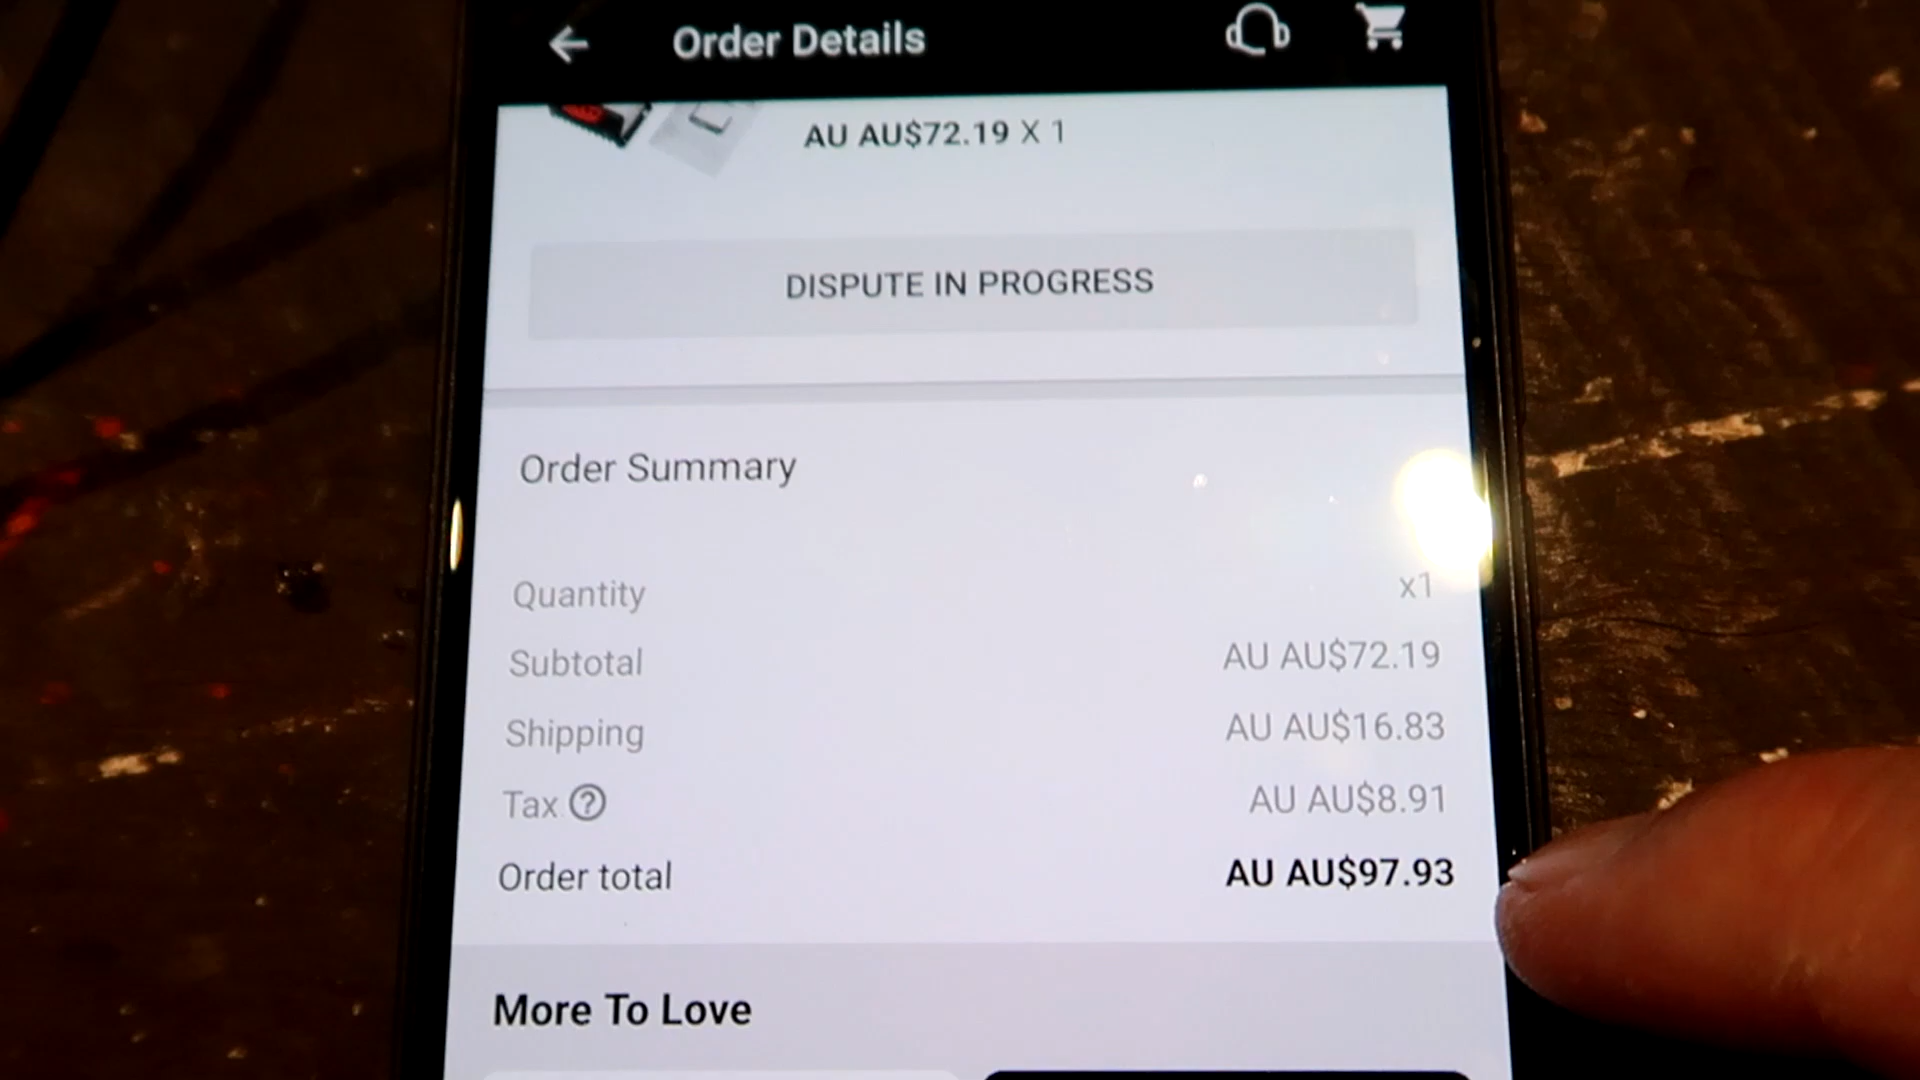 Order Details
AU AU$72.19 X 1
DISPUTE IN PROGRESS
Order Summary
Quantity x1
Subtotal AU AU$72.19
Shipping AU AU$16.83
Tax ? AU AU$8.91
Order total AU AU$97.93
More To Love